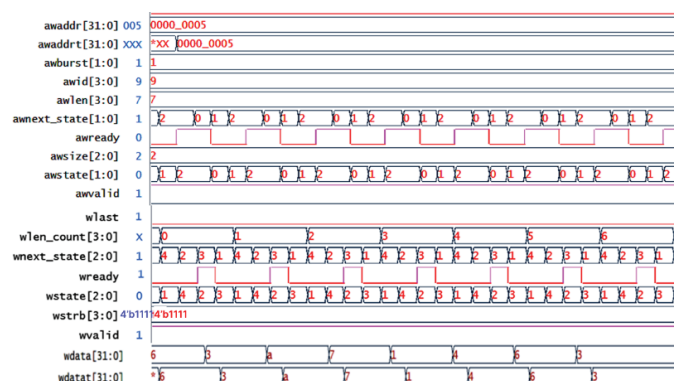 awaddr[31:0] 005 0000_0005
awaddrt[31:0] XXX *XX 0000_0005
awburst[1:0] 1 1
awid[3:0] 9 9
awlen[3:0] 7 7
awnext_state[1:0] 1 2 0 1 2 0 1 2 0 1 2 0 1 2 0 1 2 0 1 2 0 1 2
awready 0
awsize[2:0] 2 2
awstate[1:0] 0 1 2 0 1 2 0 1 2 0 1 2 0 1 2 0 1 2 0 1 2 0 1 2
awvalid 1
wlast 1
wlen_count[3:0] X 0 1 2 3 4 5 6
wnext_state[2:0] 1 4 2 3 1 4 2 3 1 4 2 3 1 4 2 3 1 4 2 3 1 4 2 3 1 4 2 3 1
wready 1
wstate[2:0] 0 1 4 2 3 1 4 2 3 1 4 2 3 1 4 2 3 1 4 2 3 1 4 2 3 1 4 2 3
wstrb[3:0] 4'b1111 4'b1111
wvalid 1
wdata[31:0] 6 3 a 7 1 4 6 3
wdatat[31:0] * 6 3 a 7 1 4 6 3